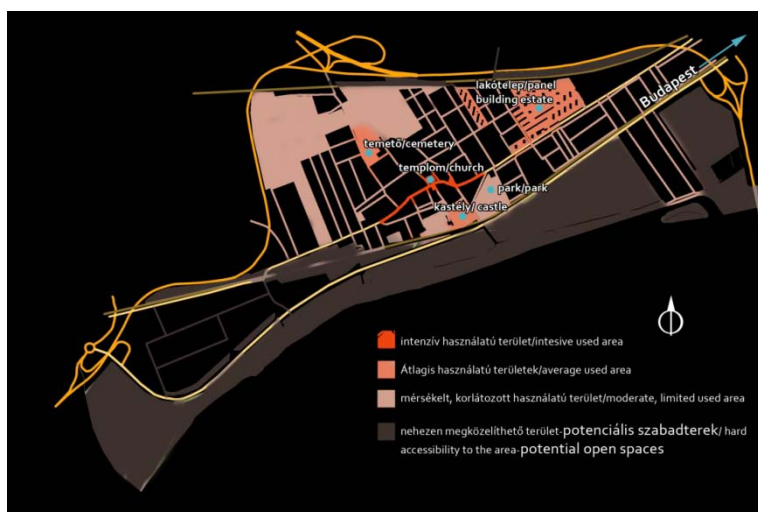 lakótelep/panel
building estate
Budapest
temető/cemetery
templom/church
park/park
kastély/ castle
intenzív használatú terület/intesive used area
Átlagis használatú területek/average used area
mérsékelt, korlátozott használatú terület/moderate, limited used area
nehezen megközelíthető terület-potenciális szabadterek/ hard
accessibility to the area-potential open spaces